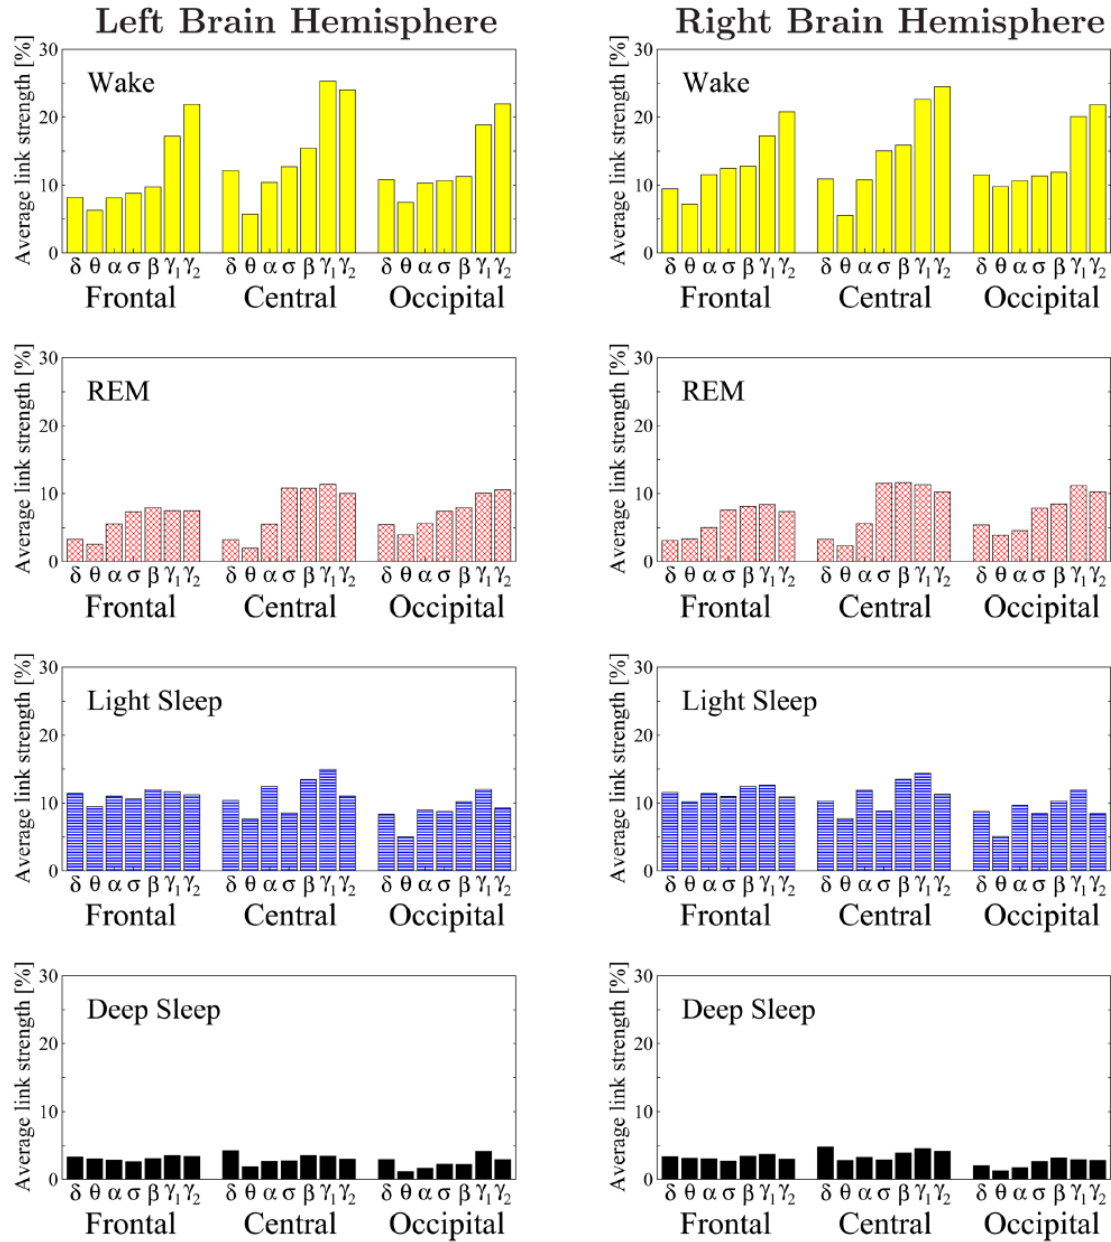 Left Brain Hemisphere
Right Brain Hemisphere
Average link strength [%]
30
20
10
0
Wake
δ θ α σ β γ₁ γ₂ δ θ α σ β γ₁ γ₂ δ θ α σ β γ₁ γ₂
Frontal Central Occipital
Average link strength [%]
30
20
10
0
Wake
δ θ α σ β γ₁ γ₂ δ θ α σ β γ₁ γ₂ δ θ α σ β γ₁ γ₂
Frontal Central Occipital
Average link strength [%]
30
20
10
0
REM
δ θ α σ β γ₁ γ₂ δ θ α σ β γ₁ γ₂ δ θ α σ β γ₁ γ₂
Frontal Central Occipital
Average link strength [%]
30
20
10
0
REM
δ θ α σ β γ₁ γ₂ δ θ α σ β γ₁ γ₂ δ θ α σ β γ₁ γ₂
Frontal Central Occipital
Average link strength [%]
30
20
10
0
Light Sleep
δ θ α σ β γ₁ γ₂ δ θ α σ β γ₁ γ₂ δ θ α σ β γ₁ γ₂
Frontal Central Occipital
Average link strength [%]
30
20
10
0
Light Sleep
δ θ α σ β γ₁ γ₂ δ θ α σ β γ₁ γ₂ δ θ α σ β γ₁ γ₂
Frontal Central Occipital
Average link strength [%]
30
20
10
0
Deep Sleep
δ θ α σ β γ₁ γ₂ δ θ α σ β γ₁ γ₂ δ θ α σ β γ₁ γ₂
Frontal Central Occipital
Average link strength [%]
30
20
10
0
Deep Sleep
δ θ α σ β γ₁ γ₂ δ θ α σ β γ₁ γ₂ δ θ α σ β γ₁ γ₂
Frontal Central Occipital